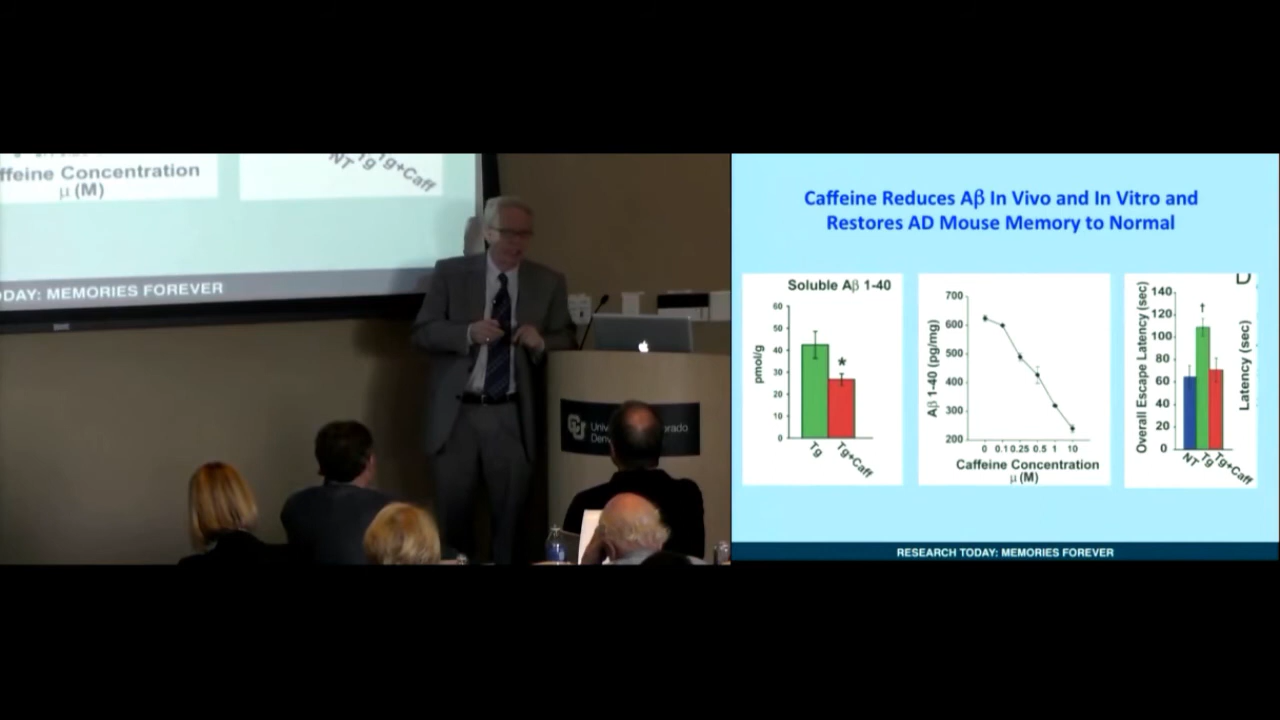 ffeine Concentration
μ (M)
NT
Tg
Tg+Caff
DAY: MEMORIES FOREVER
CU
Caffeine Reduces Aβ In Vivo and In Vitro and
Restores AD Mouse Memory to Normal
Soluble Aβ 1-40
pmol/g
60
50
40
30
20
10
0
Tg
Tg+Caff
Aβ 1-40 (pg/mg)
700
600
500
400
300
200
0 0.1 0.25 0.5 1 10
Caffeine Concentration
μ (M)
D
Overall Escape Latency (sec)
140
120
100
80
60
40
20
0
†
*
NT
Tg
Tg+Caff
Latency (sec)
RESEARCH TODAY: MEMORIES FOREVER